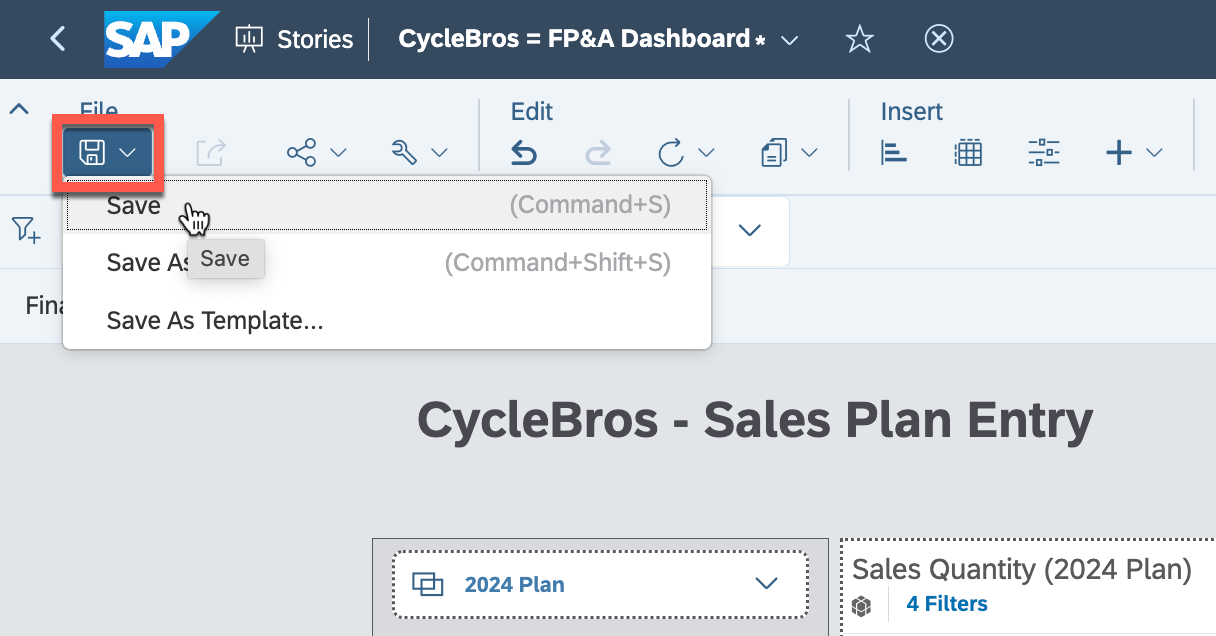 SAP Stories CycleBros = FP&A Dashboard *
File Edit Insert
Save (Command+S)
Save As (Command+Shift+S)
Save
Save As Template...
Fina
CycleBros - Sales Plan Entry
2024 Plan
Sales Quantity (2024 Plan)
4 Filters